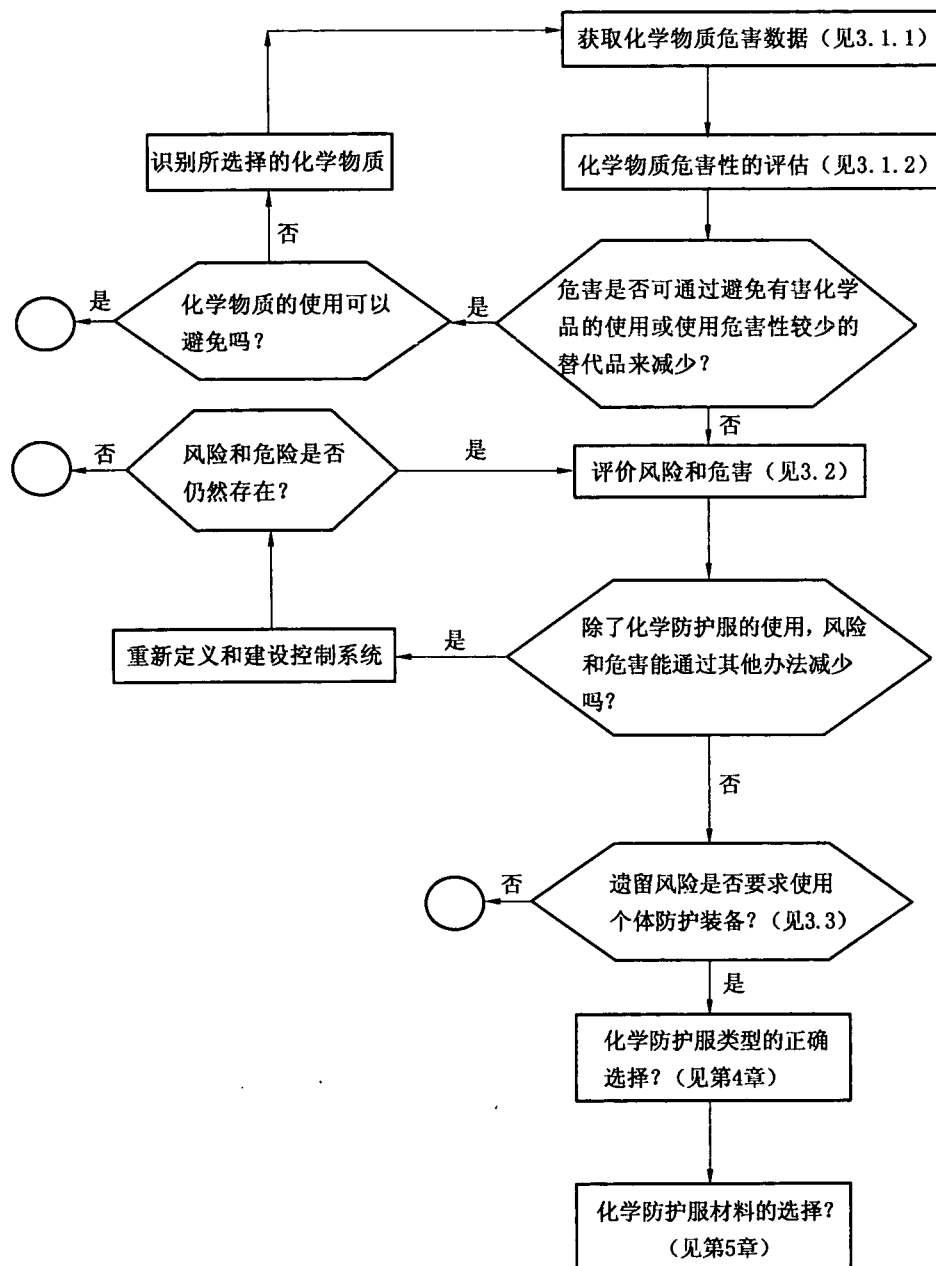 获取化学物质危害数据（见3.1.1）
识别所选择的化学物质
化学物质危害性的评估（见3.1.2）
否
是
化学物质的使用可以
避免吗？
是
危害是否可通过避免有害化学
品的使用或使用危害性较少的
替代品来减少？
否
否
风险和危险是否
仍然存在？
是
评价风险和危害（见3.2）
重新定义和建设控制系统
是
除了化学防护服的使用，风险
和危害能通过其他办法减少
吗？
否
否
遗留风险是否要求使用
个体防护装备？（见3.3）
是
化学防护服类型的正确
选择？（见第4章）
化学防护服材料的选择？
（见第5章）